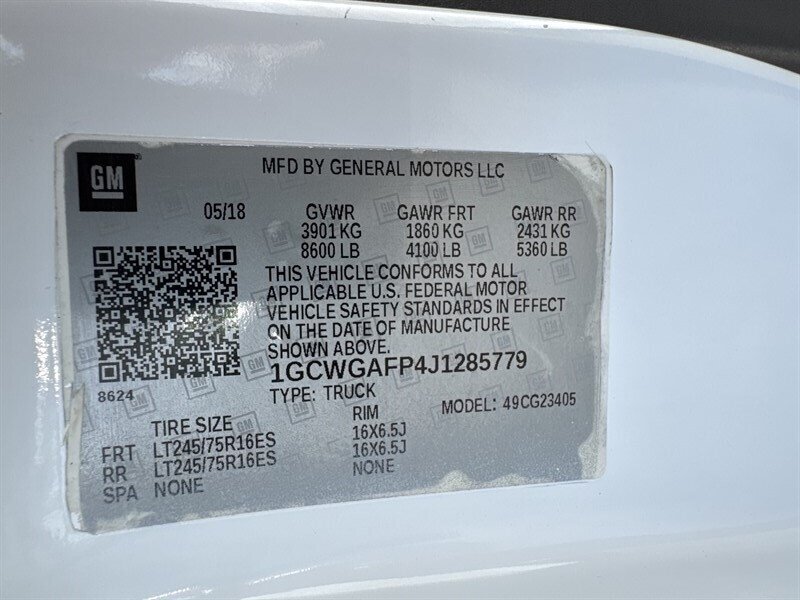 GM
MFD BY GENERAL MOTORS LLC
05/18 GVWR GAWR FRT GAWR RR
3901 KG 1860 KG 2431 KG
8600 LB 4100 LB 5360 LB
THIS VEHICLE CONFORMS TO ALL
APPLICABLE U.S. FEDERAL MOTOR
VEHICLE SAFETY STANDARDS IN EFFECT
ON THE DATE OF MANUFACTURE
SHOWN ABOVE.
1GCWGAFP4J1285779
8624 TYPE: TRUCK MODEL: 49CG23405
TIRE SIZE RIM
FRT LT245/75R16ES 16X6.5J
RR LT245/75R16ES 16X6.5J
SPA NONE NONE